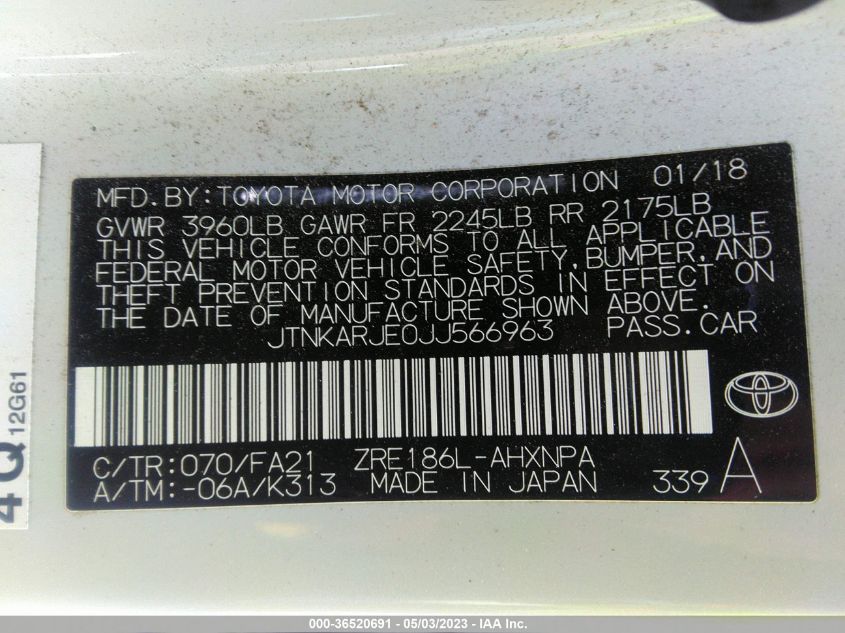 MFD.BY:TOYOTA MOTOR CORPORATION 01/18
GVWR 3960LB GAWR FR 2245LB RR 2175LB
THIS VEHICLE CONFORMS TO ALL APPLICABLE
FEDERAL MOTOR VEHICLE SAFETY,BUMPER,AND
THEFT PREVENTION STANDARDS IN EFFECT ON
THE DATE OF MANUFACTURE SHOWN ABOVE.
JTNKARJE0JJ566963 PASS.CAR
C/TR:070/FA21 ZRE186L-AHXNPA
A/TM:-06A/K313 MADE IN JAPAN 339 A
4Q 12G61
000-36520691 - 05/03/2023 - IAA Inc.